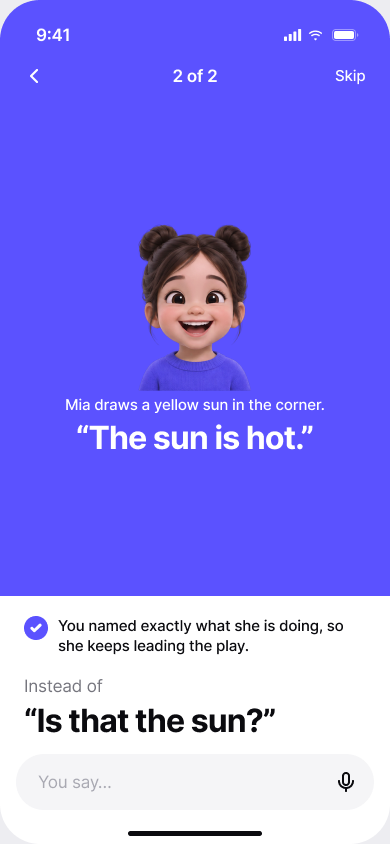 9:41
2 of 2
Skip
Mia draws a yellow sun in the corner.
“The sun is hot.”
You named exactly what she is doing, so
she keeps leading the play.
Instead of
“Is that the sun?”
You say...